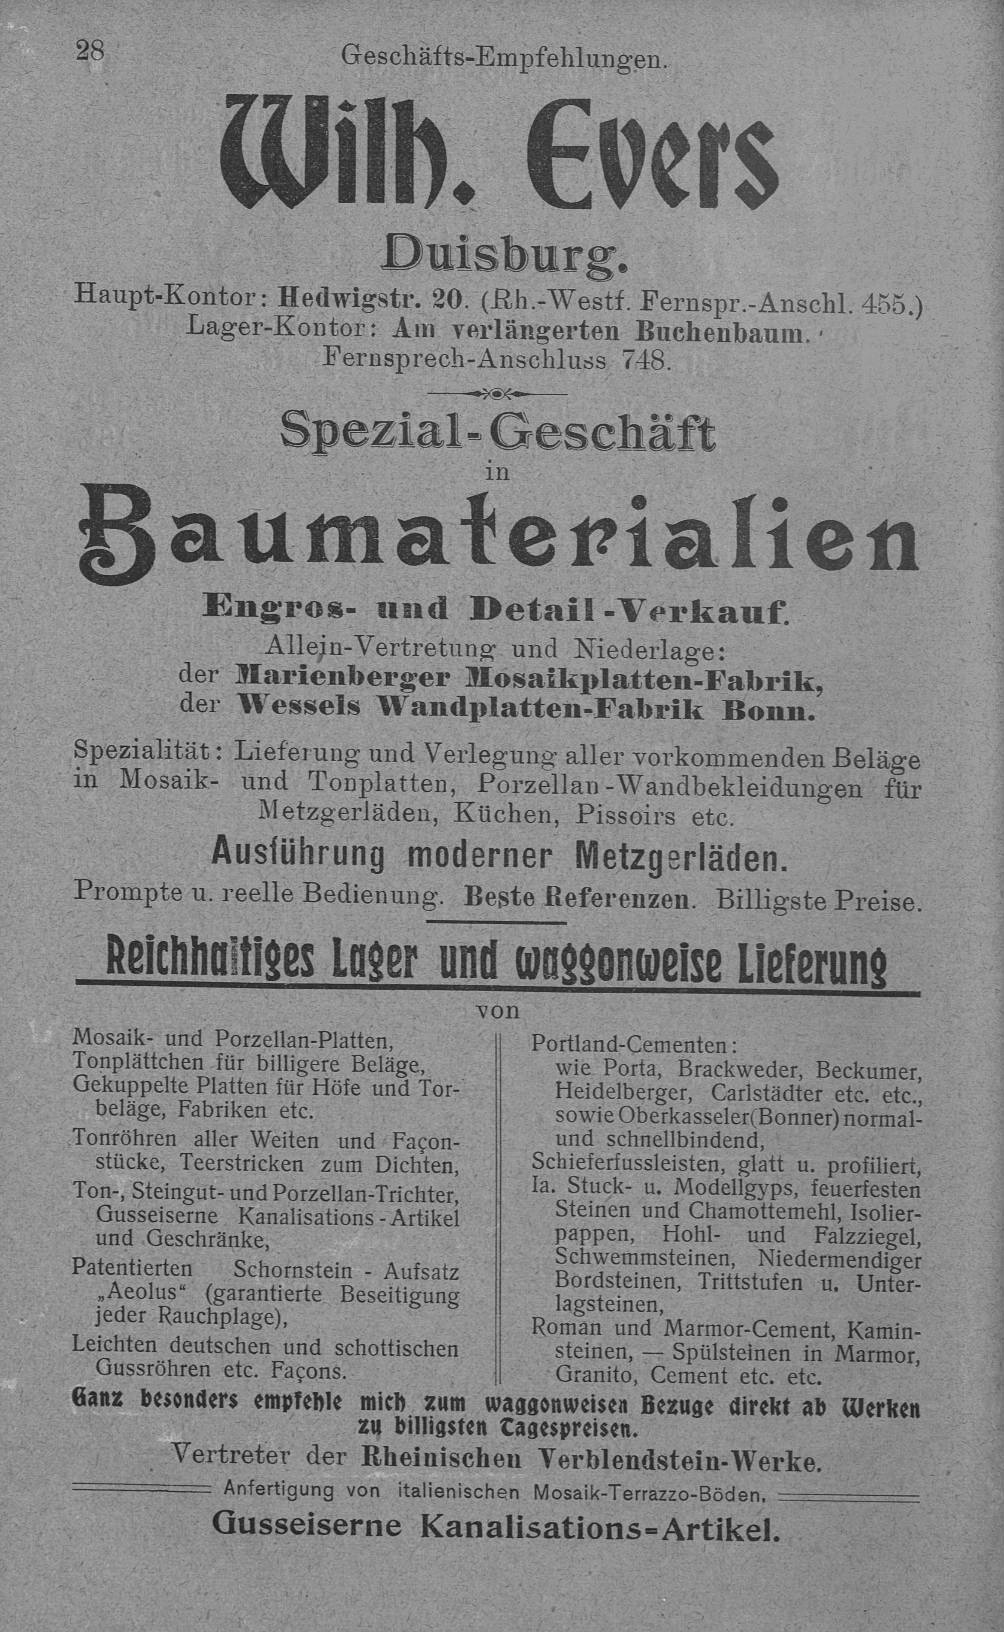 28
Geschäfts-Empfehlungen.
Wilh. Evers
Duisburg.
Haupt-Kontor: Hedwigstr. 20. (Rh.-Westf. Fernspr.-Anschl. 455.)
Lager-Kontor: Am verlängerten Buchenbaum.
Fernsprech-Anschluss 748.
Spezial-Geschäft
in
Baumaterialien
Engros- und Detail-Verkauf.
Allein-Vertretung und Niederlage:
der Marienberger Mosaikplatten-Fabrik,
der Wessels Wandplatten-Fabrik Bonn.
Spezialität: Lieferung und Verlegung aller vorkommenden Beläge
in Mosaik- und Tonplatten, Porzellan-Wandbekleidungen für
Metzgerläden, Küchen, Pissoirs etc.
Ausführung moderner Metzgerläden.
Prompte u. reelle Bedienung. Beste Referenzen. Billigste Preise.
Reichhaltiges Lager und waggonweise Lieferung
von
Mosaik- und Porzellan-Platten,
Tonplättchen für billigere Beläge,
Gekuppelte Platten für Höfe und Tor-
beläge, Fabriken etc.
Tonröhren aller Weiten und Façon-
stücke, Teerstricken zum Dichten,
Ton-, Steingut- und Porzellan-Trichter,
Gusseiserne Kanalisations-Artikel
und Geschränke,
Patentierten Schornstein - Aufsatz
„Aeolus“ (garantierte Beseitigung
jeder Rauchplage),
Leichten deutschen und schottischen
Gussröhren etc. Façons.
Portland-Cementen:
wie Porta, Brackweder, Beckumer,
Heidelberger, Carlstädter etc. etc.,
sowie Oberkasseler (Bonner) normal-
und schnellbindend,
Schieferfussleisten, glatt u. profiliert,
Ia. Stuck- u. Modellgyps, feuerfesten
Steinen und Chamottemehl, Isolier-
pappen, Hohl- und Falzziegel,
Schwemmsteinen, Niedermendiger
Bordsteinen, Trittstufen u. Unter-
lagsteinen,
Roman und Marmor-Cement, Kamin-
steinen, — Spülsteinen in Marmor,
Granito, Cement etc. etc.
Ganz besonders empfehle mich zum waggonweisen Bezuge direkt ab Werken
zu billigsten Tagespreisen.
Vertreter der Rheinischen Verblendstein-Werke.
Anfertigung von italienischen Mosaik-Terrazzo-Böden.
Gusseiserne Kanalisations-Artikel.